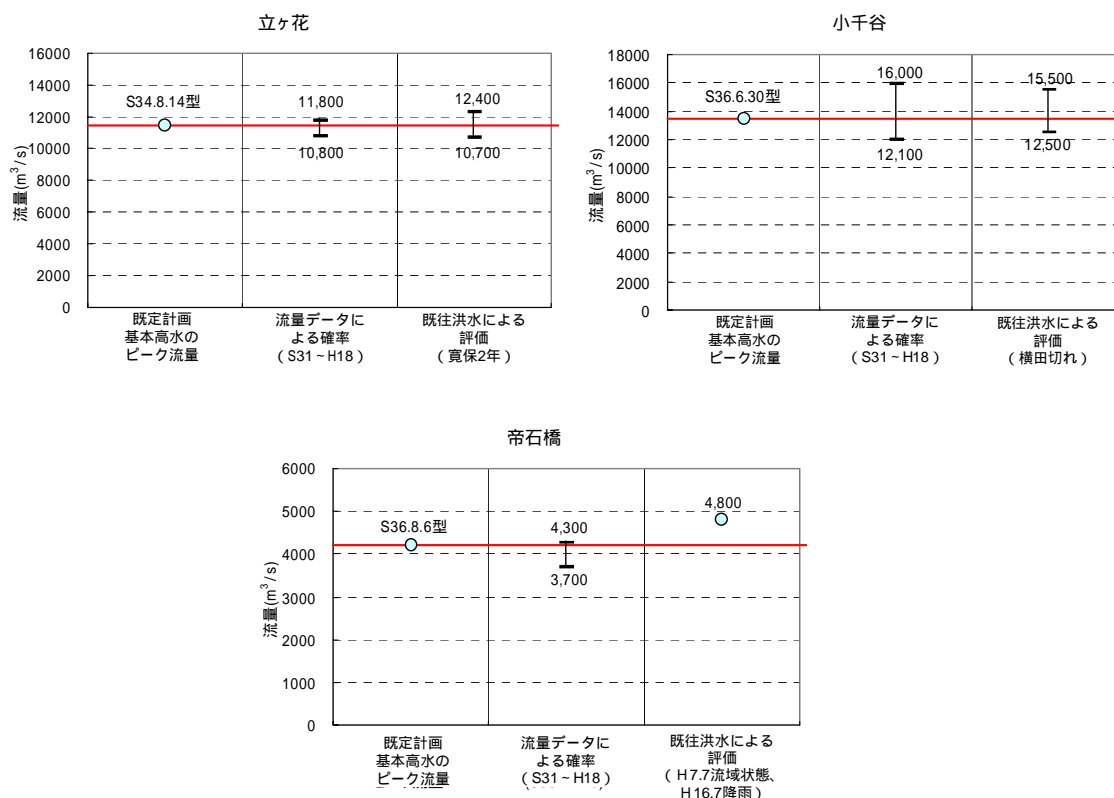 立ヶ花
16000
14000
12000
10000
8000
6000
4000
2000
0
流量(m³/s)
S34.8.14型
11,800
10,800
12,400
10,700
既定計画
基本高水の
ピーク流量
流量データに
よる確率
（S31～H18）
既往洪水による
評価
（寛保2年）
小千谷
18000
16000
14000
12000
10000
8000
6000
4000
2000
0
流量(m³/s)
S36.6.30型
16,000
12,100
15,500
12,500
既定計画
基本高水の
ピーク流量
流量データに
よる確率
（S31～H18）
既往洪水による
評価
（横田切れ）
帝石橋
6000
5000
4000
3000
2000
1000
0
流量(m³/s)
S36.8.6型
4,300
3,700
4,800
既定計画
基本高水の
ピーク流量
流量データに
よる確率
（S31～H18）
既往洪水による
評価
（H7.7流域状態、
H16.7降雨）